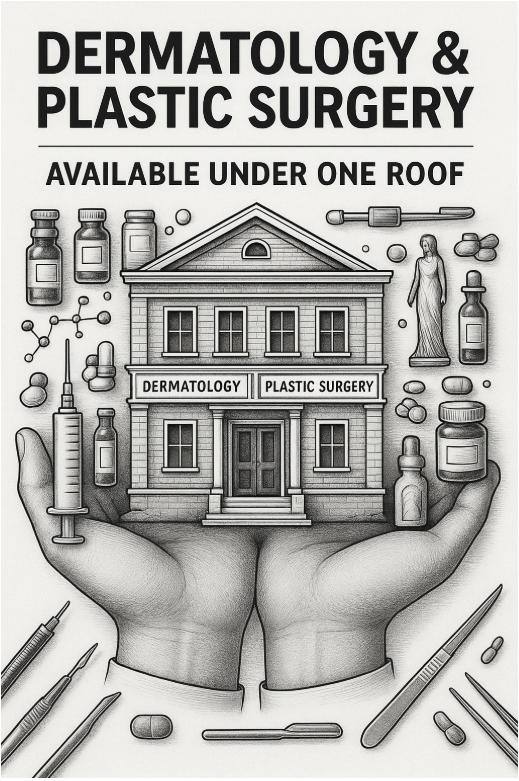 DERMATOLOGY &
PLASTIC SURGERY
AVAILABLE UNDER ONE ROOF
DERMATOLOGY
PLASTIC SURGERY